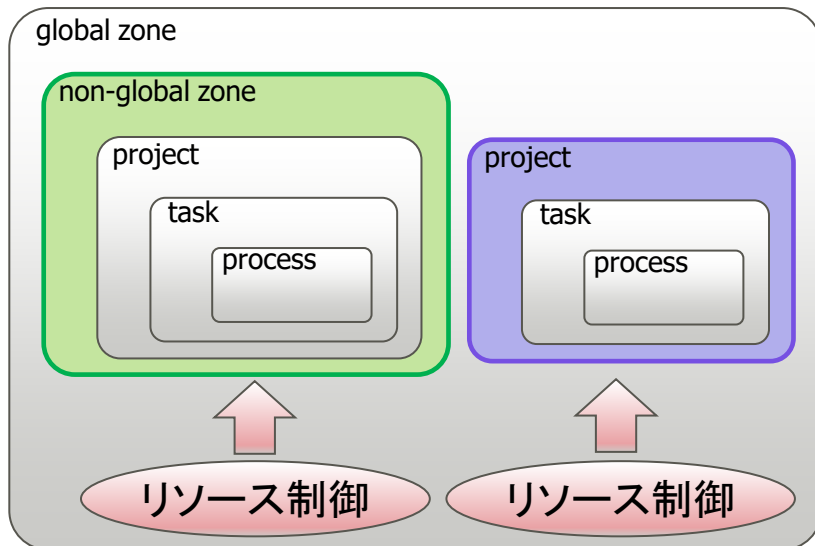 global zone
non-global zone
project
task
process
project
task
process
リソース制御
リソース制御